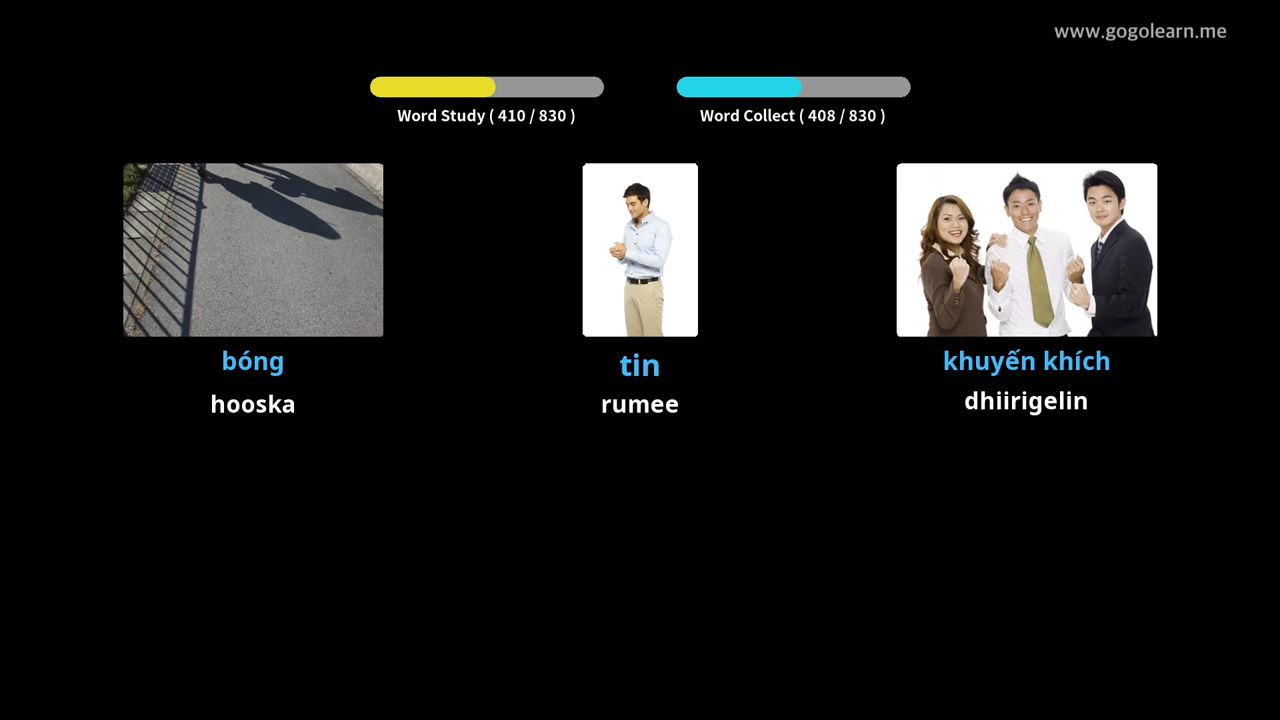 www.gogolearn.me
Word Study ( 410 / 830 )
Word Collect ( 408 / 830 )
bóng
tin
khuyến khích
hooska
rumee
dhiirigelin